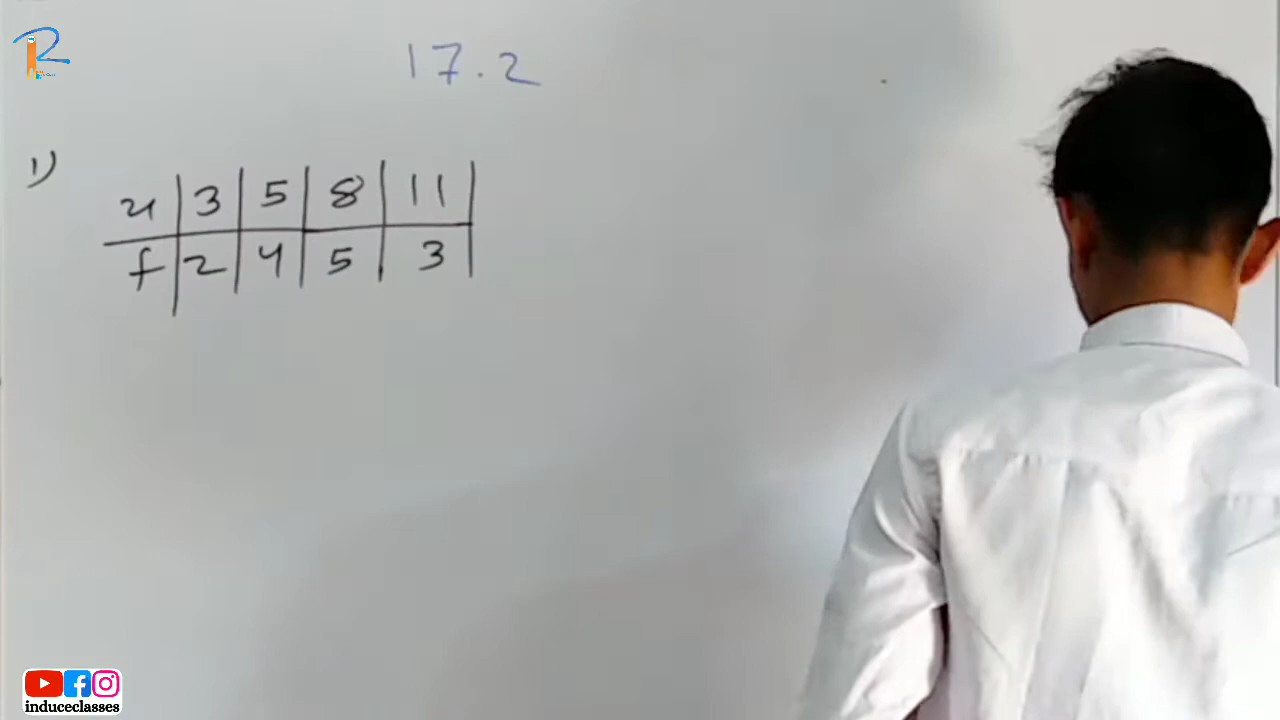 17.2
1)
x 3 5 8 11
f 2 4 5 3
induceclasses